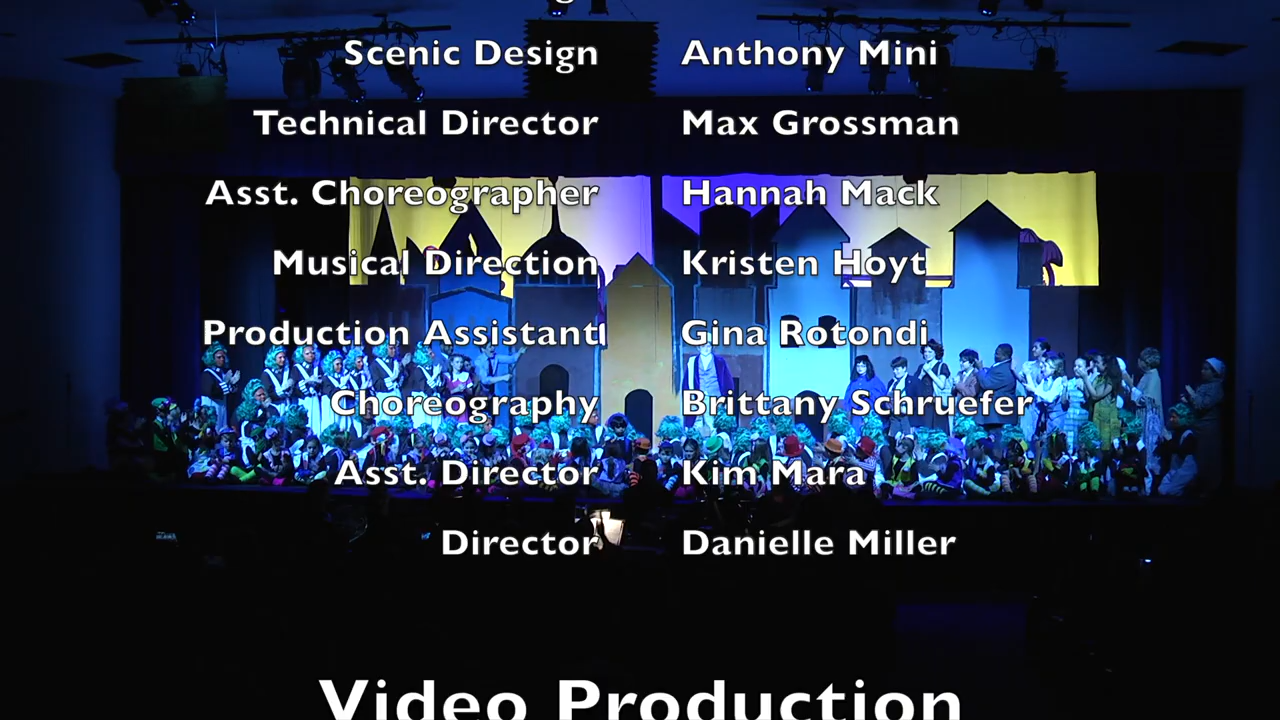 Scenic Design Anthony Mini
Technical Director Max Grossman
Asst. Choreographer Hannah Mack
Musical Direction Kristen Hoyt
Production Assistant Gina Rotondi
Choreography Brittany Schruefer
Asst. Director Kim Mara
Director Danielle Miller
Video Production